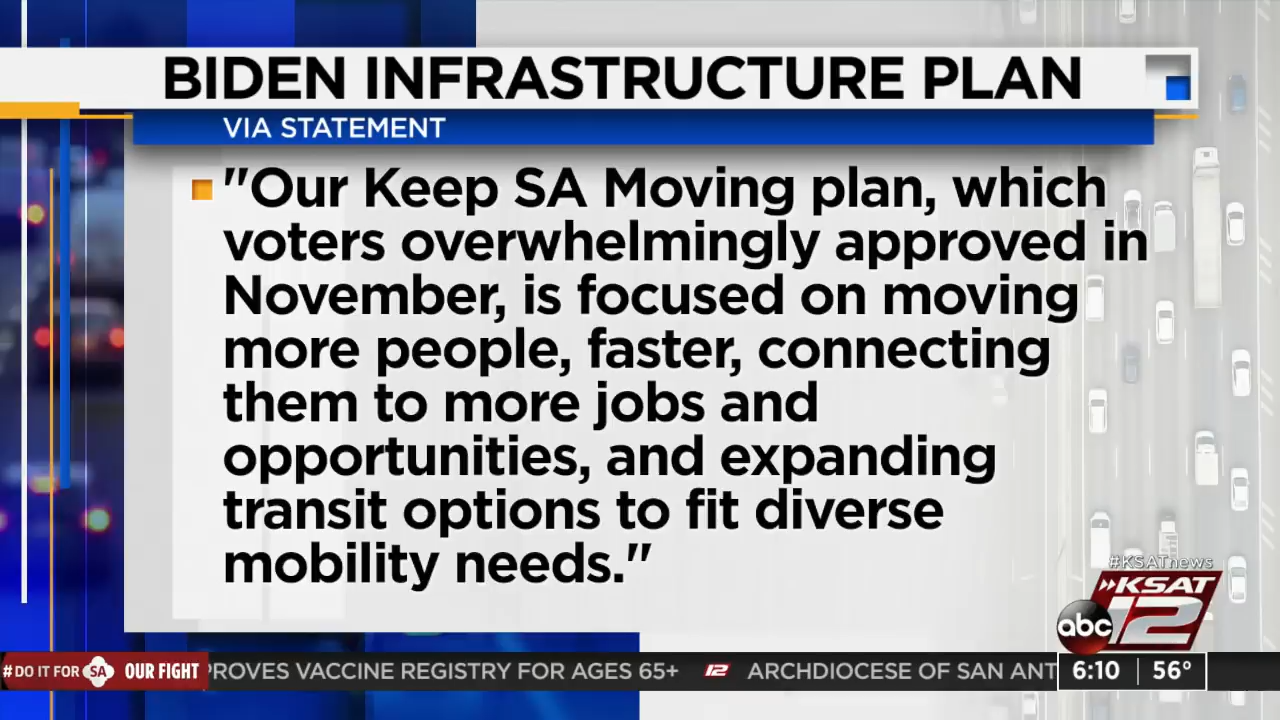 BIDEN INFRASTRUCTURE PLAN
VIA STATEMENT
"Our Keep SA Moving plan, which
voters overwhelmingly approved in
November, is focused on moving
more people, faster, connecting
them to more jobs and
opportunities, and expanding
transit options to fit diverse
mobility needs."
#KSATnews
KSAT
abc 12
#DO IT FOR SA OUR FIGHT PROVES VACCINE REGISTRY FOR AGES 65+ 12 ARCHDIOCESE OF SAN ANT 6:10 56°